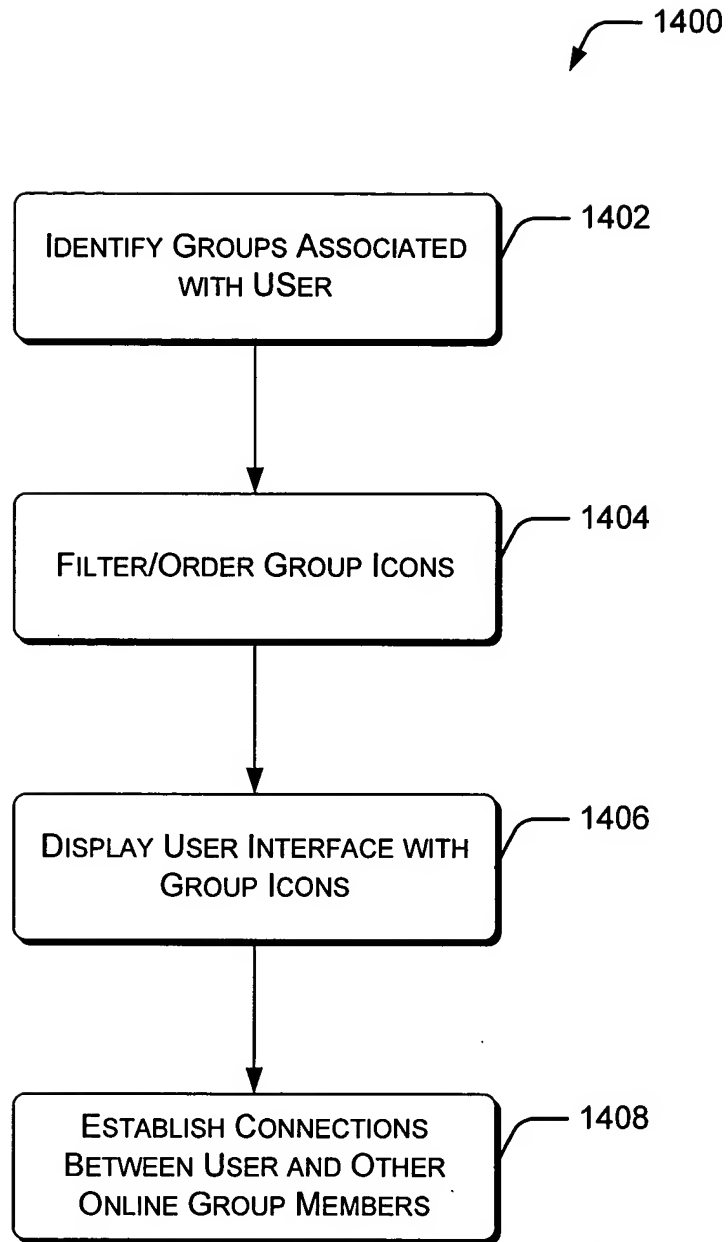 1400
1402
IDENTIFY GROUPS ASSOCIATED
WITH USER
1404
FILTER/ORDER GROUP ICONS
1406
DISPLAY USER INTERFACE WITH
GROUP ICONS
1408
ESTABLISH CONNECTIONS
BETWEEN USER AND OTHER
ONLINE GROUP MEMBERS